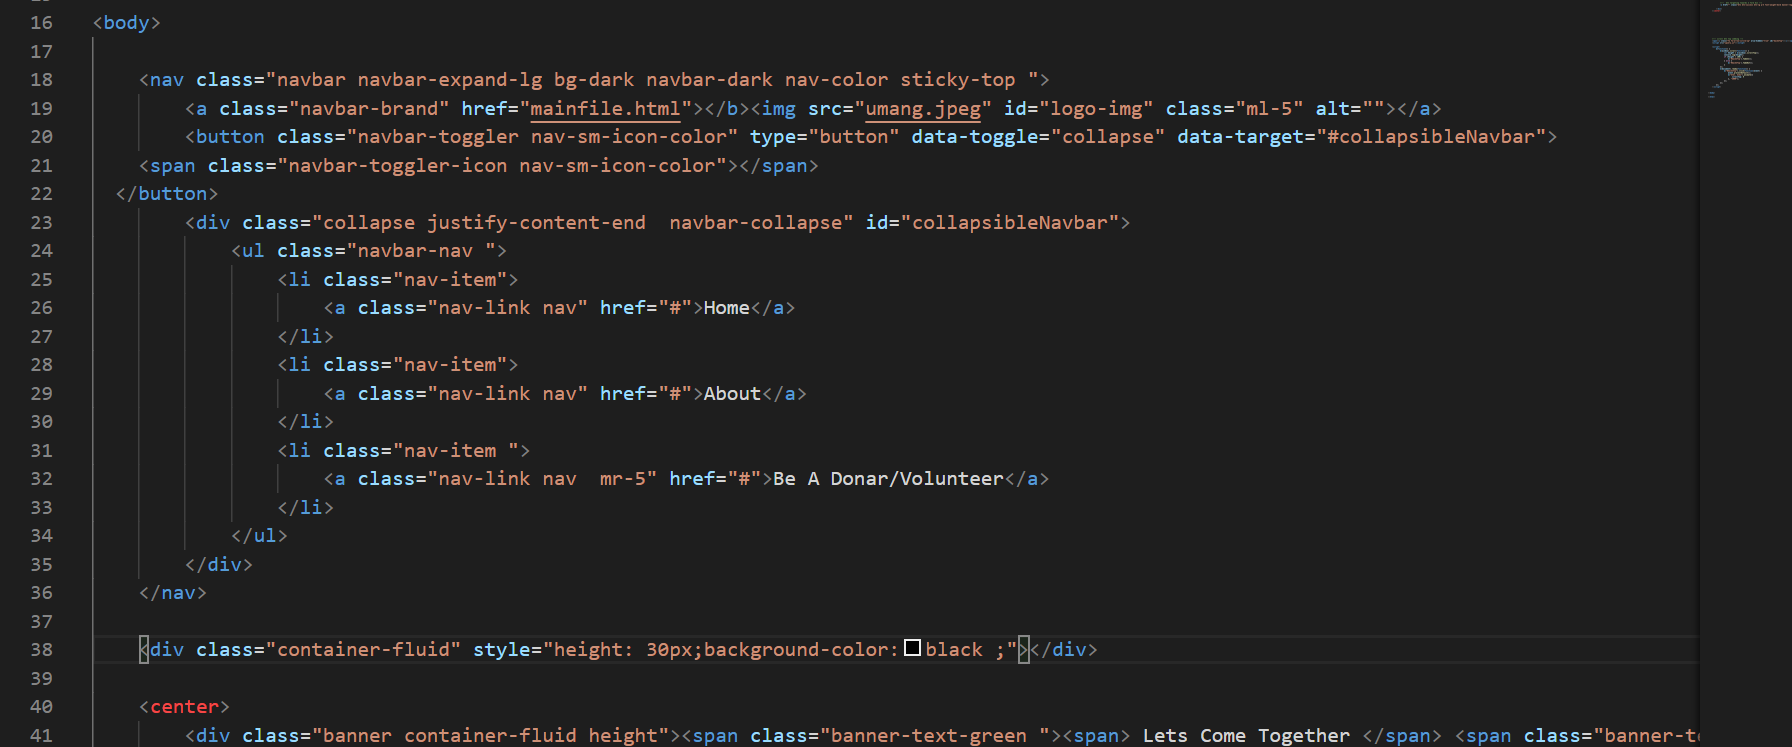 16 <body>
17
18 <nav class="navbar navbar-expand-lg bg-dark navbar-dark nav-color sticky-top ">
19 <a class="navbar-brand" href="mainfile.html"></b><img src="umang.jpeg" id="logo-img" class="ml-5" alt=""></a>
20 <button class="navbar-toggler nav-sm-icon-color" type="button" data-toggle="collapse" data-target="#collapsibleNavbar">
21 <span class="navbar-toggler-icon nav-sm-icon-color"></span>
22 </button>
23 <div class="collapse justify-content-end  navbar-collapse" id="collapsibleNavbar">
24 <ul class="navbar-nav ">
25 <li class="nav-item">
26 <a class="nav-link nav" href="#">Home</a>
27 </li>
28 <li class="nav-item">
29 <a class="nav-link nav" href="#">About</a>
30 </li>
31 <li class="nav-item ">
32 <a class="nav-link nav  mr-5" href="#">Be A Donar/Volunteer</a>
33 </li>
34 </ul>
35 </div>
36 </nav>
37
38 <div class="container-fluid" style="height: 30px;background-color:black ;"></div>
39
40 <center>
41 <div class="banner container-fluid height"><span class="banner-text-green "><span> Lets Come Together </span> <span class="banner-t